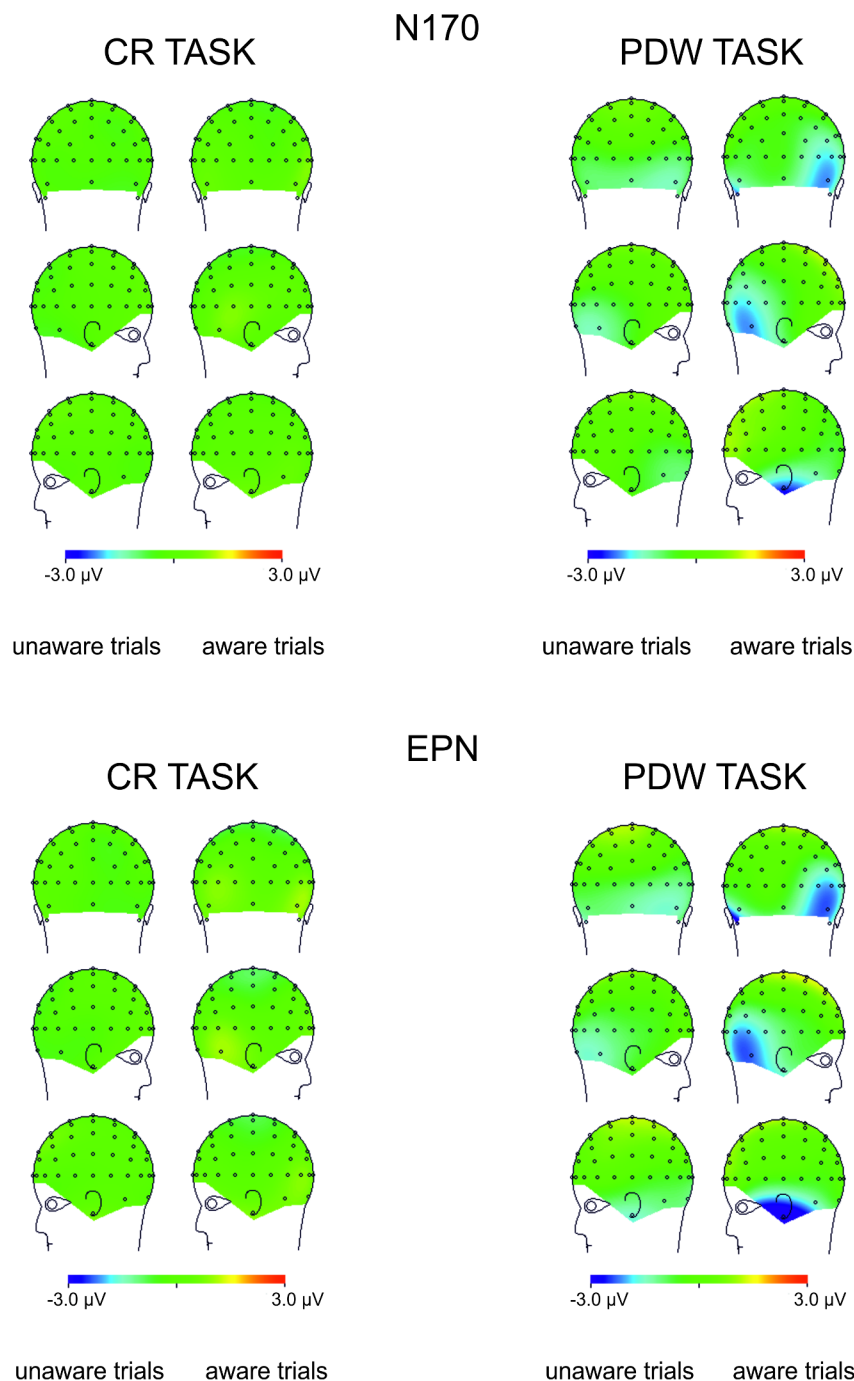 N170
CR TASK
PDW TASK
-3.0 µV
3.0 µV
-3.0 µV
3.0 µV
unaware trials
aware trials
unaware trials
aware trials
EPN
CR TASK
PDW TASK
-3.0 µV
3.0 µV
-3.0 µV
3.0 µV
unaware trials
aware trials
unaware trials
aware trials